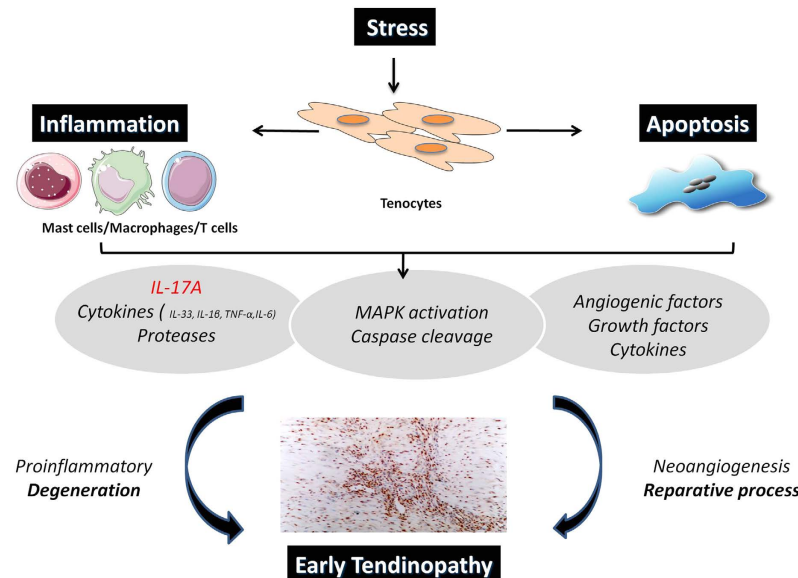 Stress
Inflammation
Apoptosis
Tenocytes
Mast cells/Macrophages/T cells
IL-17A
Cytokines ( IL-33, IL-1ß, TNF-α,IL-6)
Proteases
MAPK activation
Caspase cleavage
Angiogenic factors
Growth factors
Cytokines
Proinflammatory
Degeneration
Neoangiogenesis
Reparative process
Early Tendinopathy